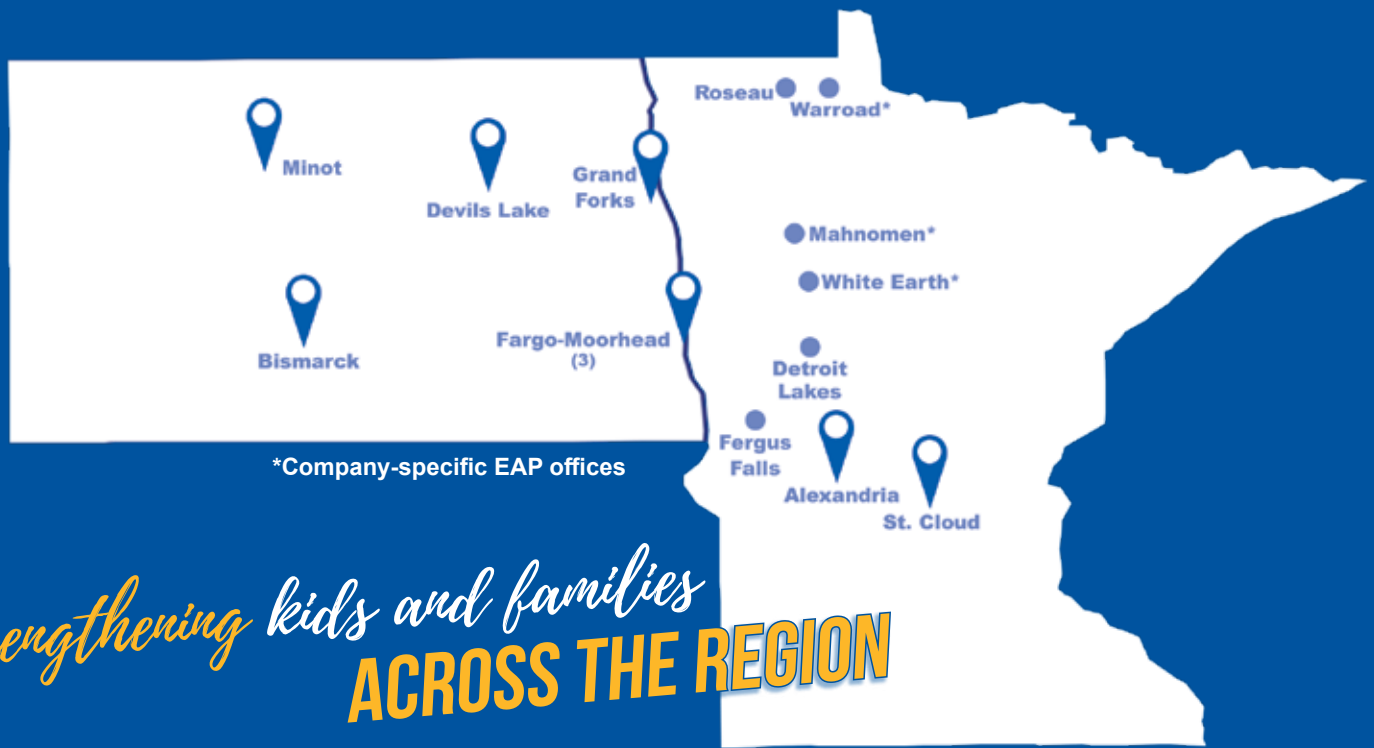 Roseau
Warroad*
Minot
Devils Lake
Grand
Forks
Mahnomen*
White Earth*
Bismarck
Fargo-Moorhead
(3)
Detroit
Lakes
Fergus
Falls
Alexandria
St. Cloud
*Company-specific EAP offices
engthening kids and families
ACROSS THE REGION